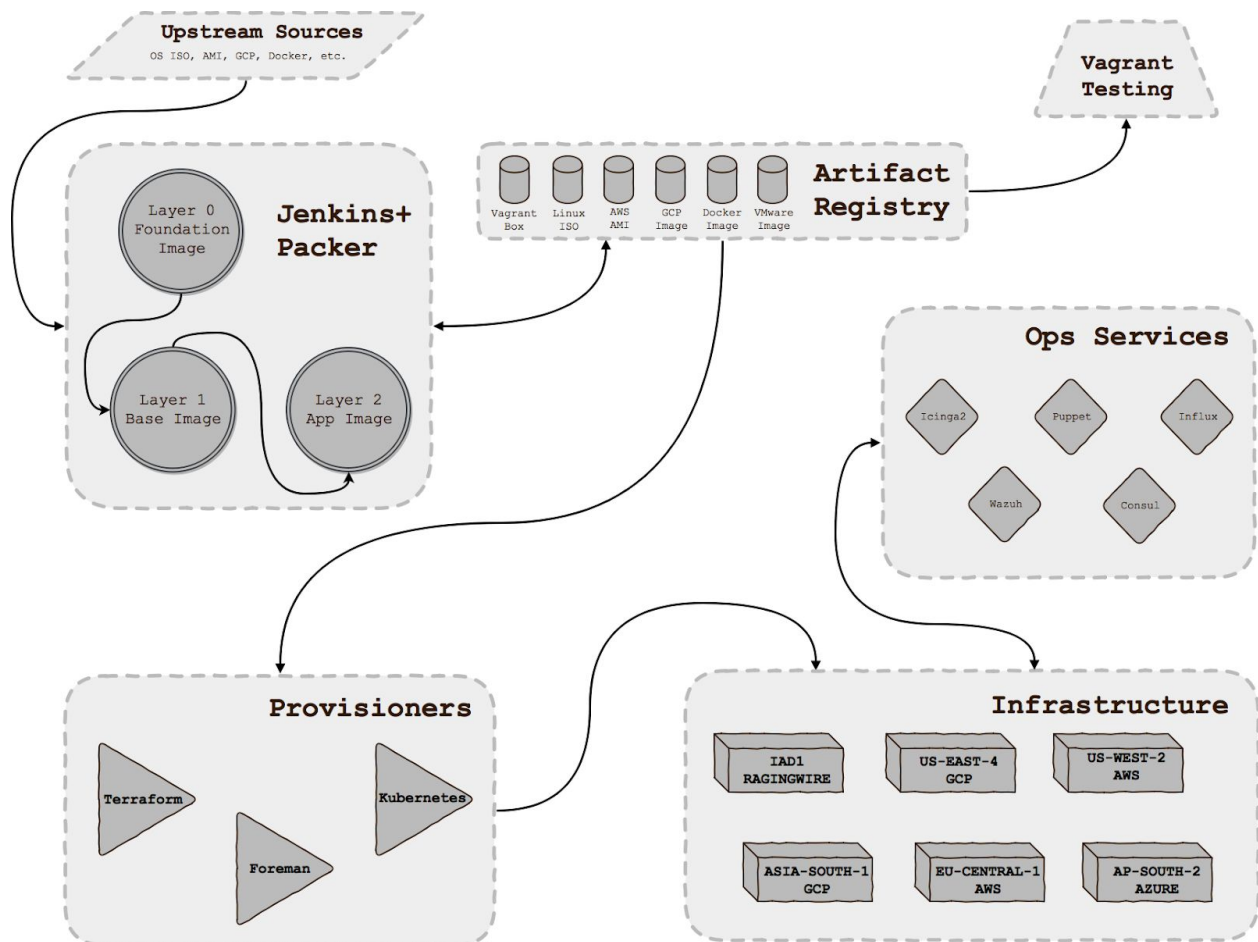 Upstream Sources
OS ISO, AMI, GCP, Docker, etc.
Vagrant
Testing
Jenkins+
Packer
Layer 0
Foundation
Image
Layer 1
Base Image
Layer 2
App Image
Artifact
Registry
Vagrant
Box
Linux
ISO
AWS
AMI
GCP
Image
Docker
Image
VMware
Image
Ops Services
Icinga2
Puppet
Influx
Wazuh
Consul
Provisioners
Terraform
Kubernetes
Foreman
Infrastructure
IAD1
RAGINGWIRE
US-EAST-4
GCP
US-WEST-2
AWS
ASIA-SOUTH-1
GCP
EU-CENTRAL-1
AWS
AP-SOUTH-2
AZURE